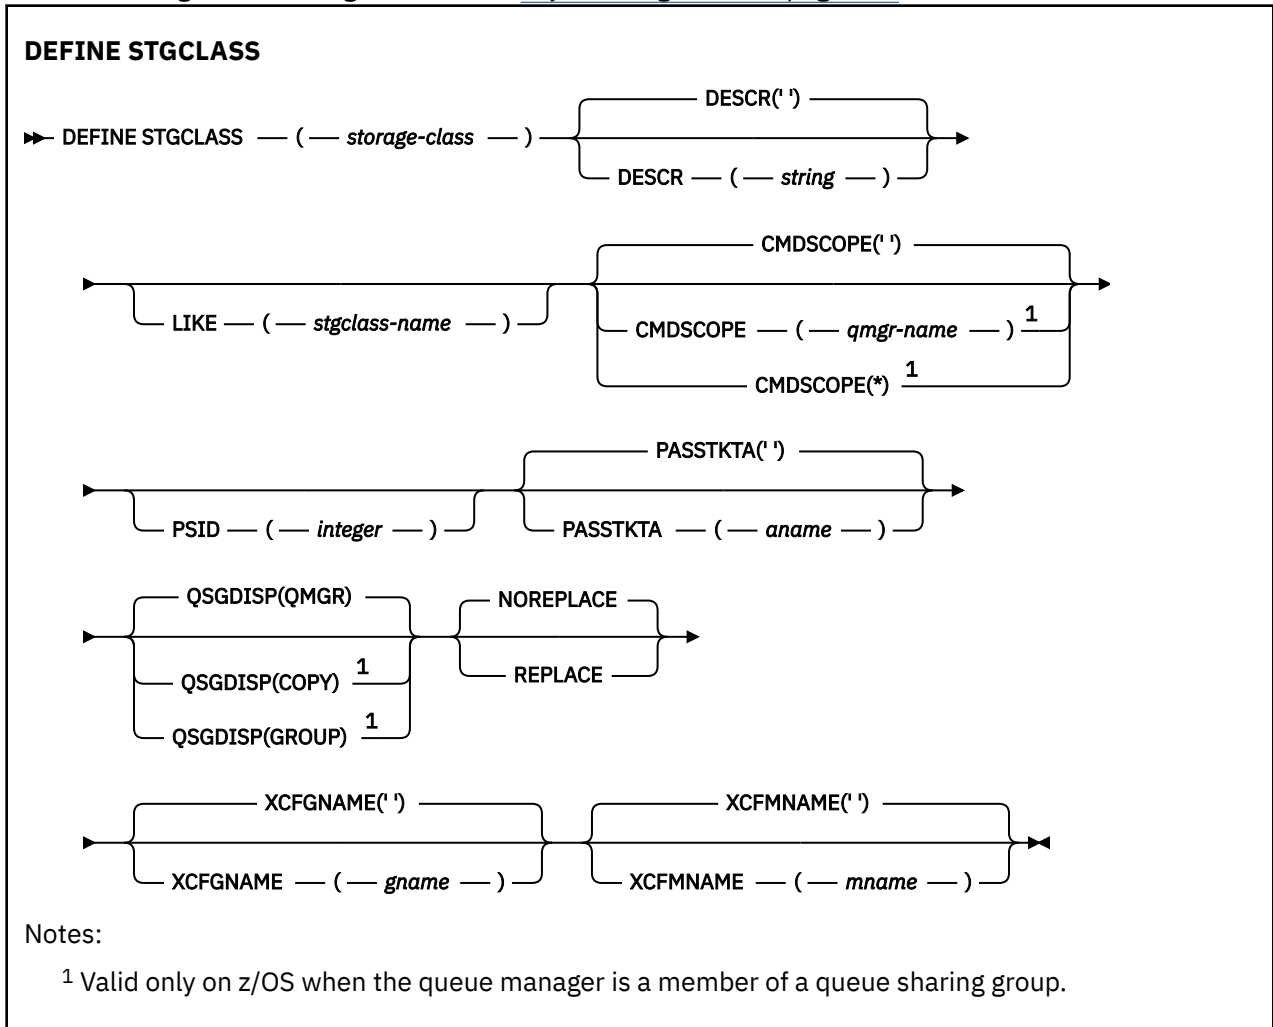 DEFINE STGCLASS
DESCR(' ')
DEFINE STGCLASS ( storage-class )
DESCR ( string )
CMDSCOPE(' ')
LIKE ( stgclass-name )
CMDSCOPE ( qmgr-name ) 1
CMDSCOPE(*) 1
PASSTKTA(' ')
PSID ( integer )
PASSTKTA ( aname )
QSGDISP(QMGR)
NOREPLACE
QSGDISP(COPY) 1
REPLACE
QSGDISP(GROUP) 1
XCFGNAME(' ')
XCFMNAME(' ')
XCFGNAME ( gname )
XCFMNAME ( mname )
Notes:
1 Valid only on z/OS when the queue manager is a member of a queue sharing group.